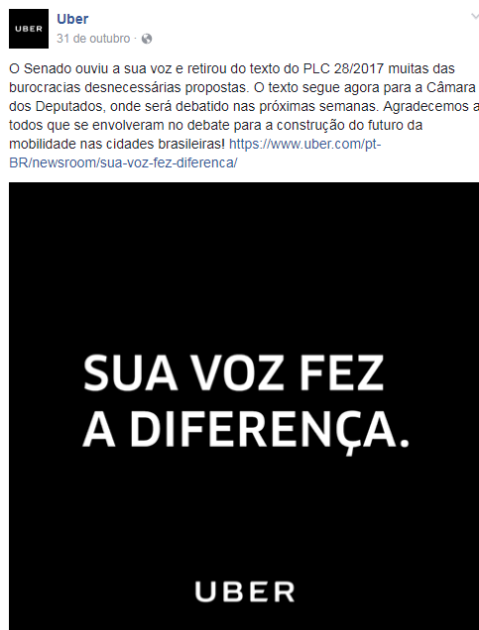 UBER
Uber
31 de outubro ·
O Senado ouviu a sua voz e retirou do texto do PLC 28/2017 muitas das
burocracias desnecessárias propostas. O texto segue agora para a Câmara
dos Deputados, onde será debatido nas próximas semanas. Agradecemos a
todos que se envolveram no debate para a construção do futuro da
mobilidade nas cidades brasileiras! https://www.uber.com/pt-
BR/newsroom/sua-voz-fez-diferenca/
SUA VOZ FEZ
A DIFERENÇA.
UBER